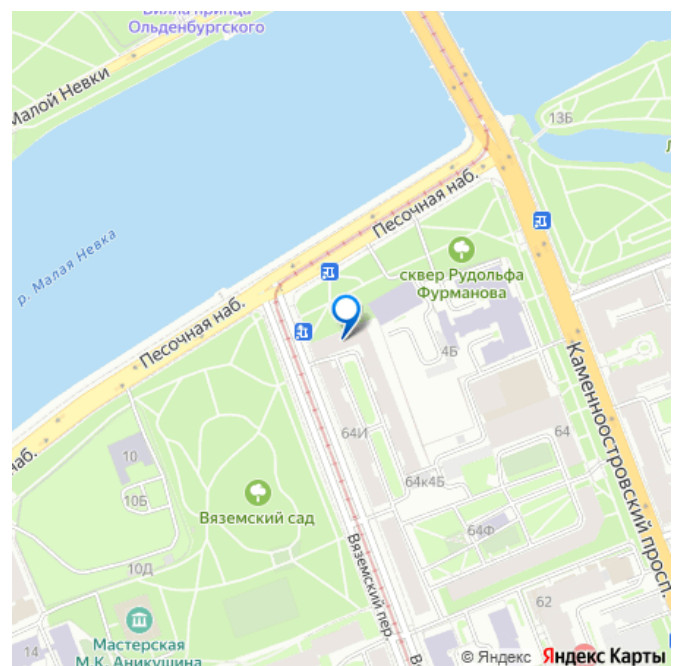 Вилла принца
Ольденбургского
Малой Невки
13Б
Песочная наб.
р. Малая Невка
сквер Рудольфа
Фурманова
Песочная наб.
4Б
Каменноостровский просп.
64И
64
64к4Б
наб.
10
10Б
Вяземский сад
64Ф
Вяземский пер.
10Д
62
14
Мастерская
М.К. Аникушина
© Яндекс Яндекс Карты